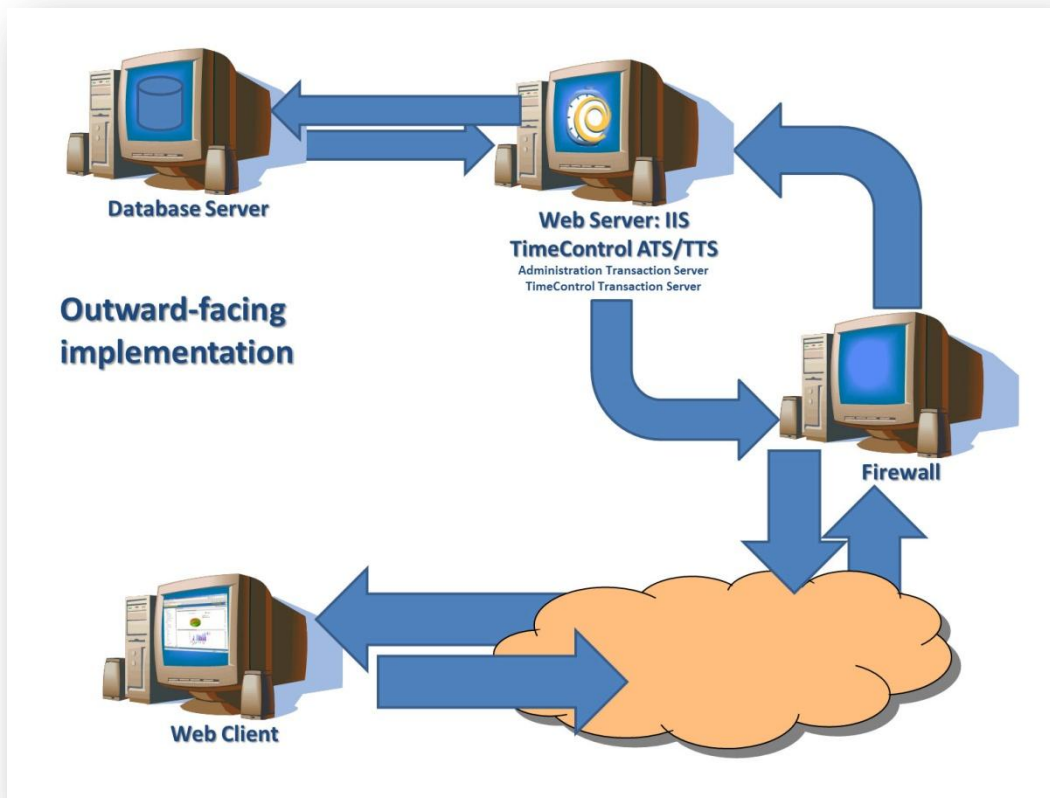 Database Server
Web Server: IIS
TimeControl ATS/TTS
Administration Transaction Server
TimeControl Transaction Server
Outward-facing
implementation
Firewall
Web Client